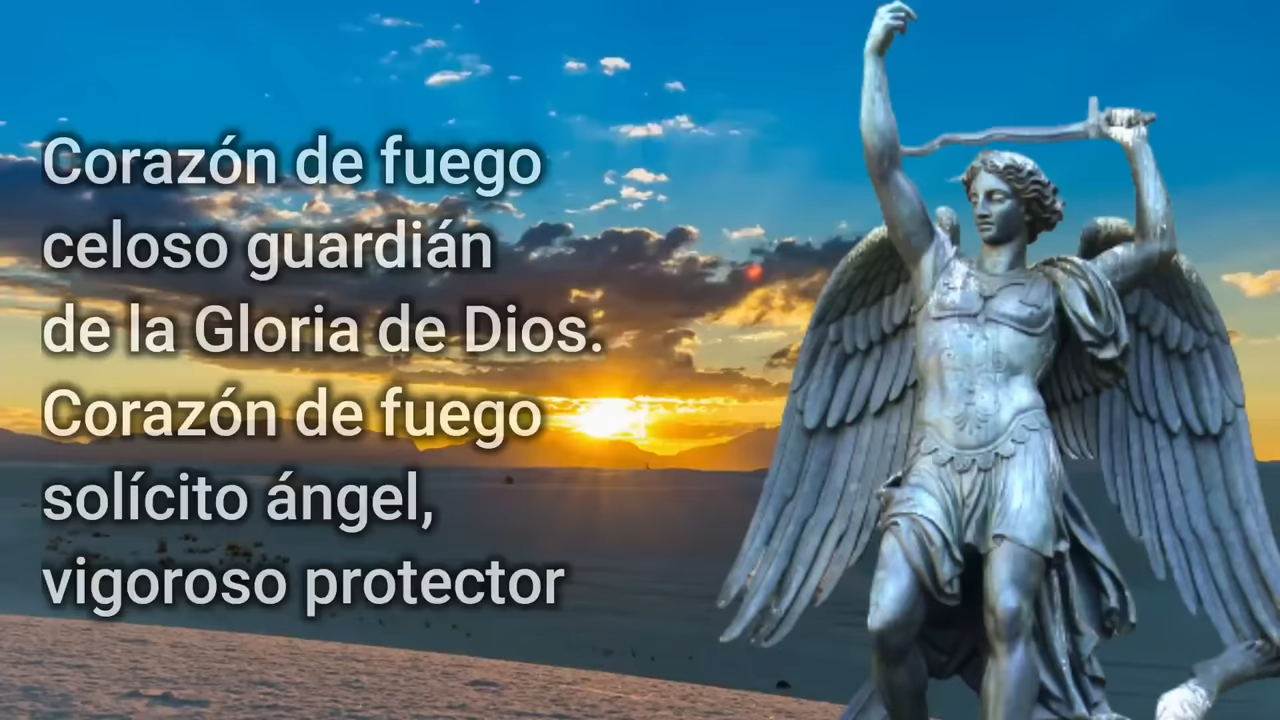 Corazón de fuego
celoso guardián
de la Gloria de Dios.
Corazón de fuego
solícito ángel,
vigoroso protector